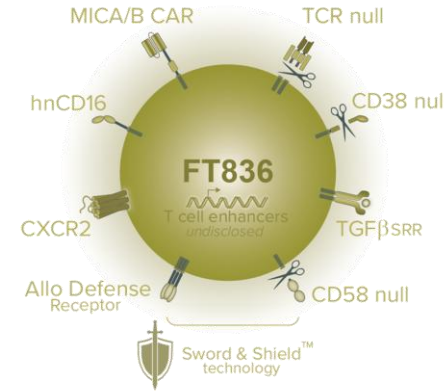 MICA/B CAR
TCR null
hnCD16
CD38 nul
FT836
T cell enhancers
undisclosed
CXCR2
TGFβSRR
Allo Defense
Receptor
CD58 null
Sword & Shield™
technology